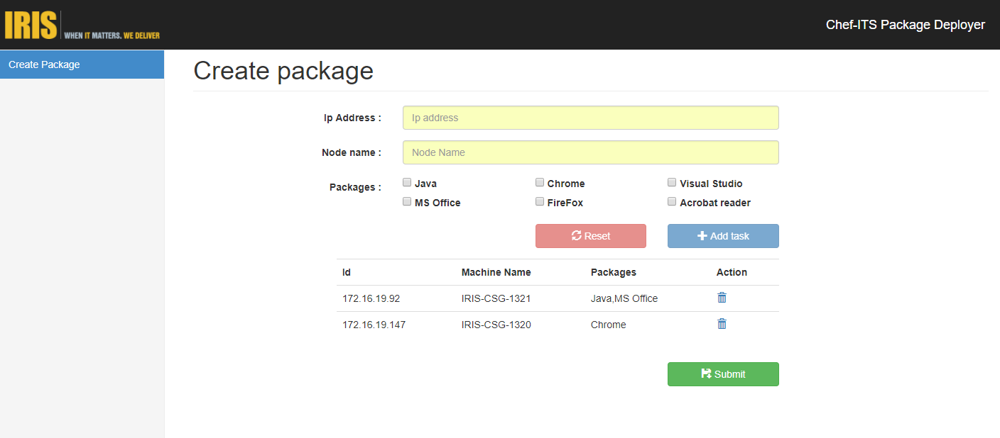 IRIS WHEN IT MATTERS, WE DELIVER
Chef-ITS Package Deployer
Create Package
Create package
Ip Address :
Ip address
Node name :
Node Name
Packages :
Java
Chrome
Visual Studio
MS Office
FireFox
Acrobat reader
Reset
Add task
Id Machine Name Packages Action
172.16.19.92 IRIS-CSG-1321 Java,MS Office
172.16.19.147 IRIS-CSG-1320 Chrome
Submit